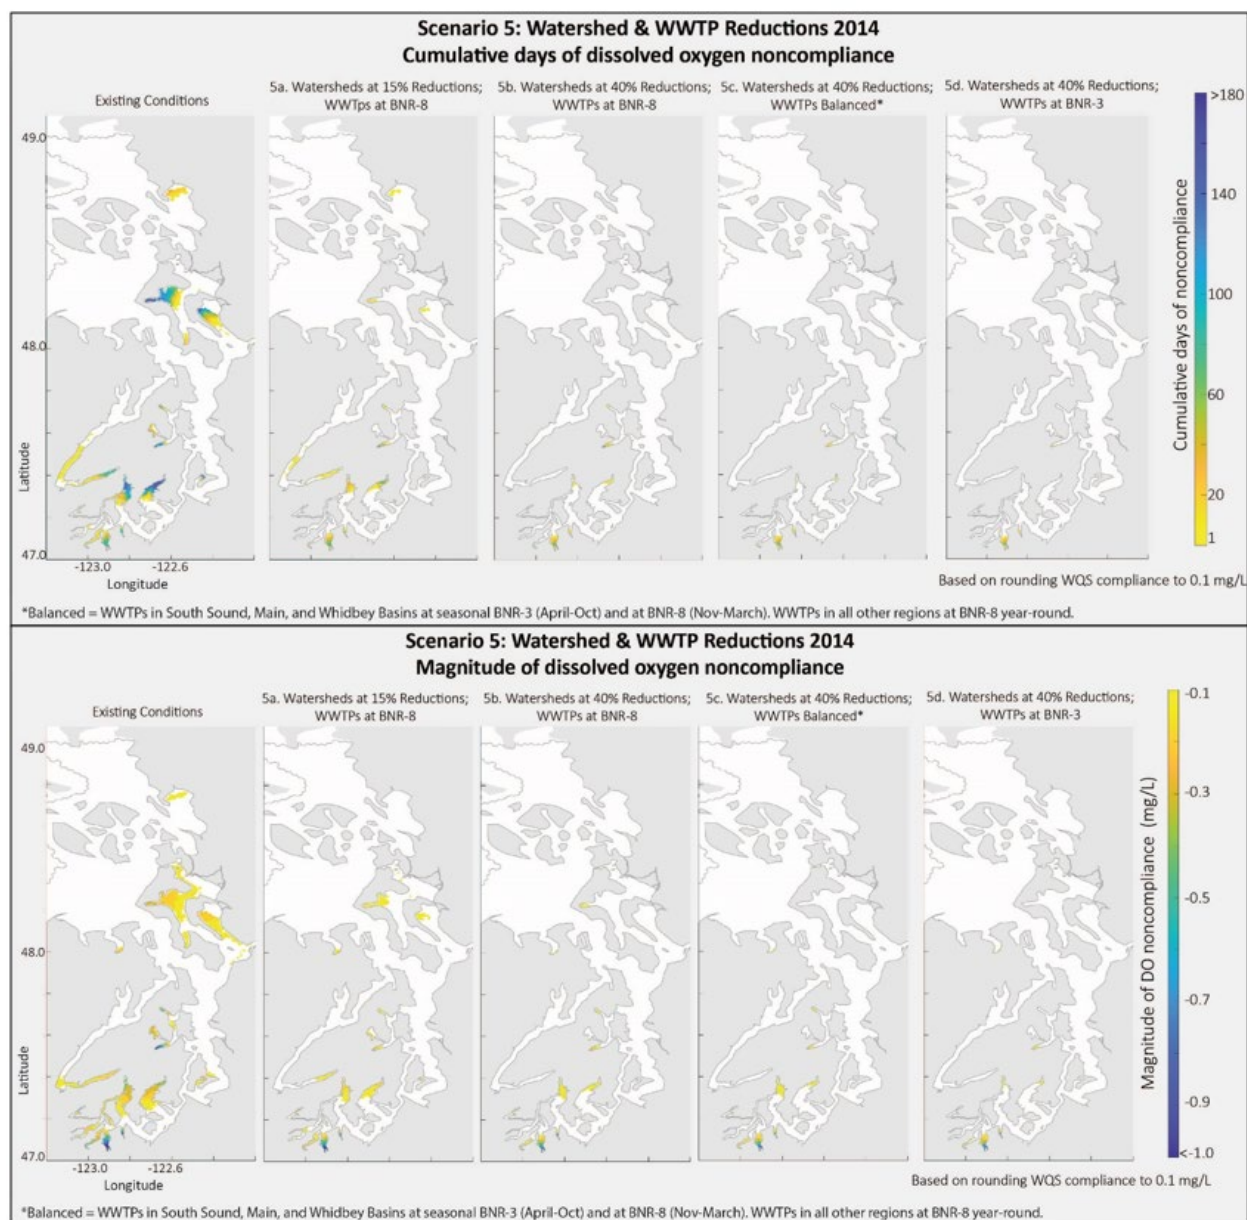 Scenario 5: Watershed & WWTP Reductions 2014
Cumulative days of dissolved oxygen noncompliance
Existing Conditions
5a. Watersheds at 15% Reductions;
WWTps at BNR-8
5b. Watersheds at 40% Reductions;
WWTPs at BNR-8
5c. Watersheds at 40% Reductions;
WWTPs Balanced*
5d. Watersheds at 40% Reductions;
WWTPs at BNR-3
49.0
48.0
47.0
Latitude
-123.0
-122.6
Longitude
>180
140
100
60
20
1
Cumulative days of noncompliance
Based on rounding WQS compliance to 0.1 mg/L
*Balanced = WWTPs in South Sound, Main, and Whidbey Basins at seasonal BNR-3 (April-Oct) and at BNR-8 (Nov-March). WWTPs in all other regions at BNR-8 year-round.
Scenario 5: Watershed & WWTP Reductions 2014
Magnitude of dissolved oxygen noncompliance
Existing Conditions
5a. Watersheds at 15% Reductions;
WWTPs at BNR-8
5b. Watersheds at 40% Reductions;
WWTPs at BNR-8
5c. Watersheds at 40% Reductions;
WWTPs Balanced*
5d. Watersheds at 40% Reductions;
WWTPs at BNR-3
49.0
48.0
47.0
Latitude
-123.0
-122.6
Longitude
-0.1
-0.3
-0.5
-0.7
-0.9
<-1.0
Magnitude of DO noncompliance (mg/L)
Based on rounding WQS compliance to 0.1 mg/L
*Balanced = WWTPs in South Sound, Main, and Whidbey Basins at seasonal BNR-3 (April-Oct) and at BNR-8 (Nov-March). WWTPs in all other regions at BNR-8 year-round.